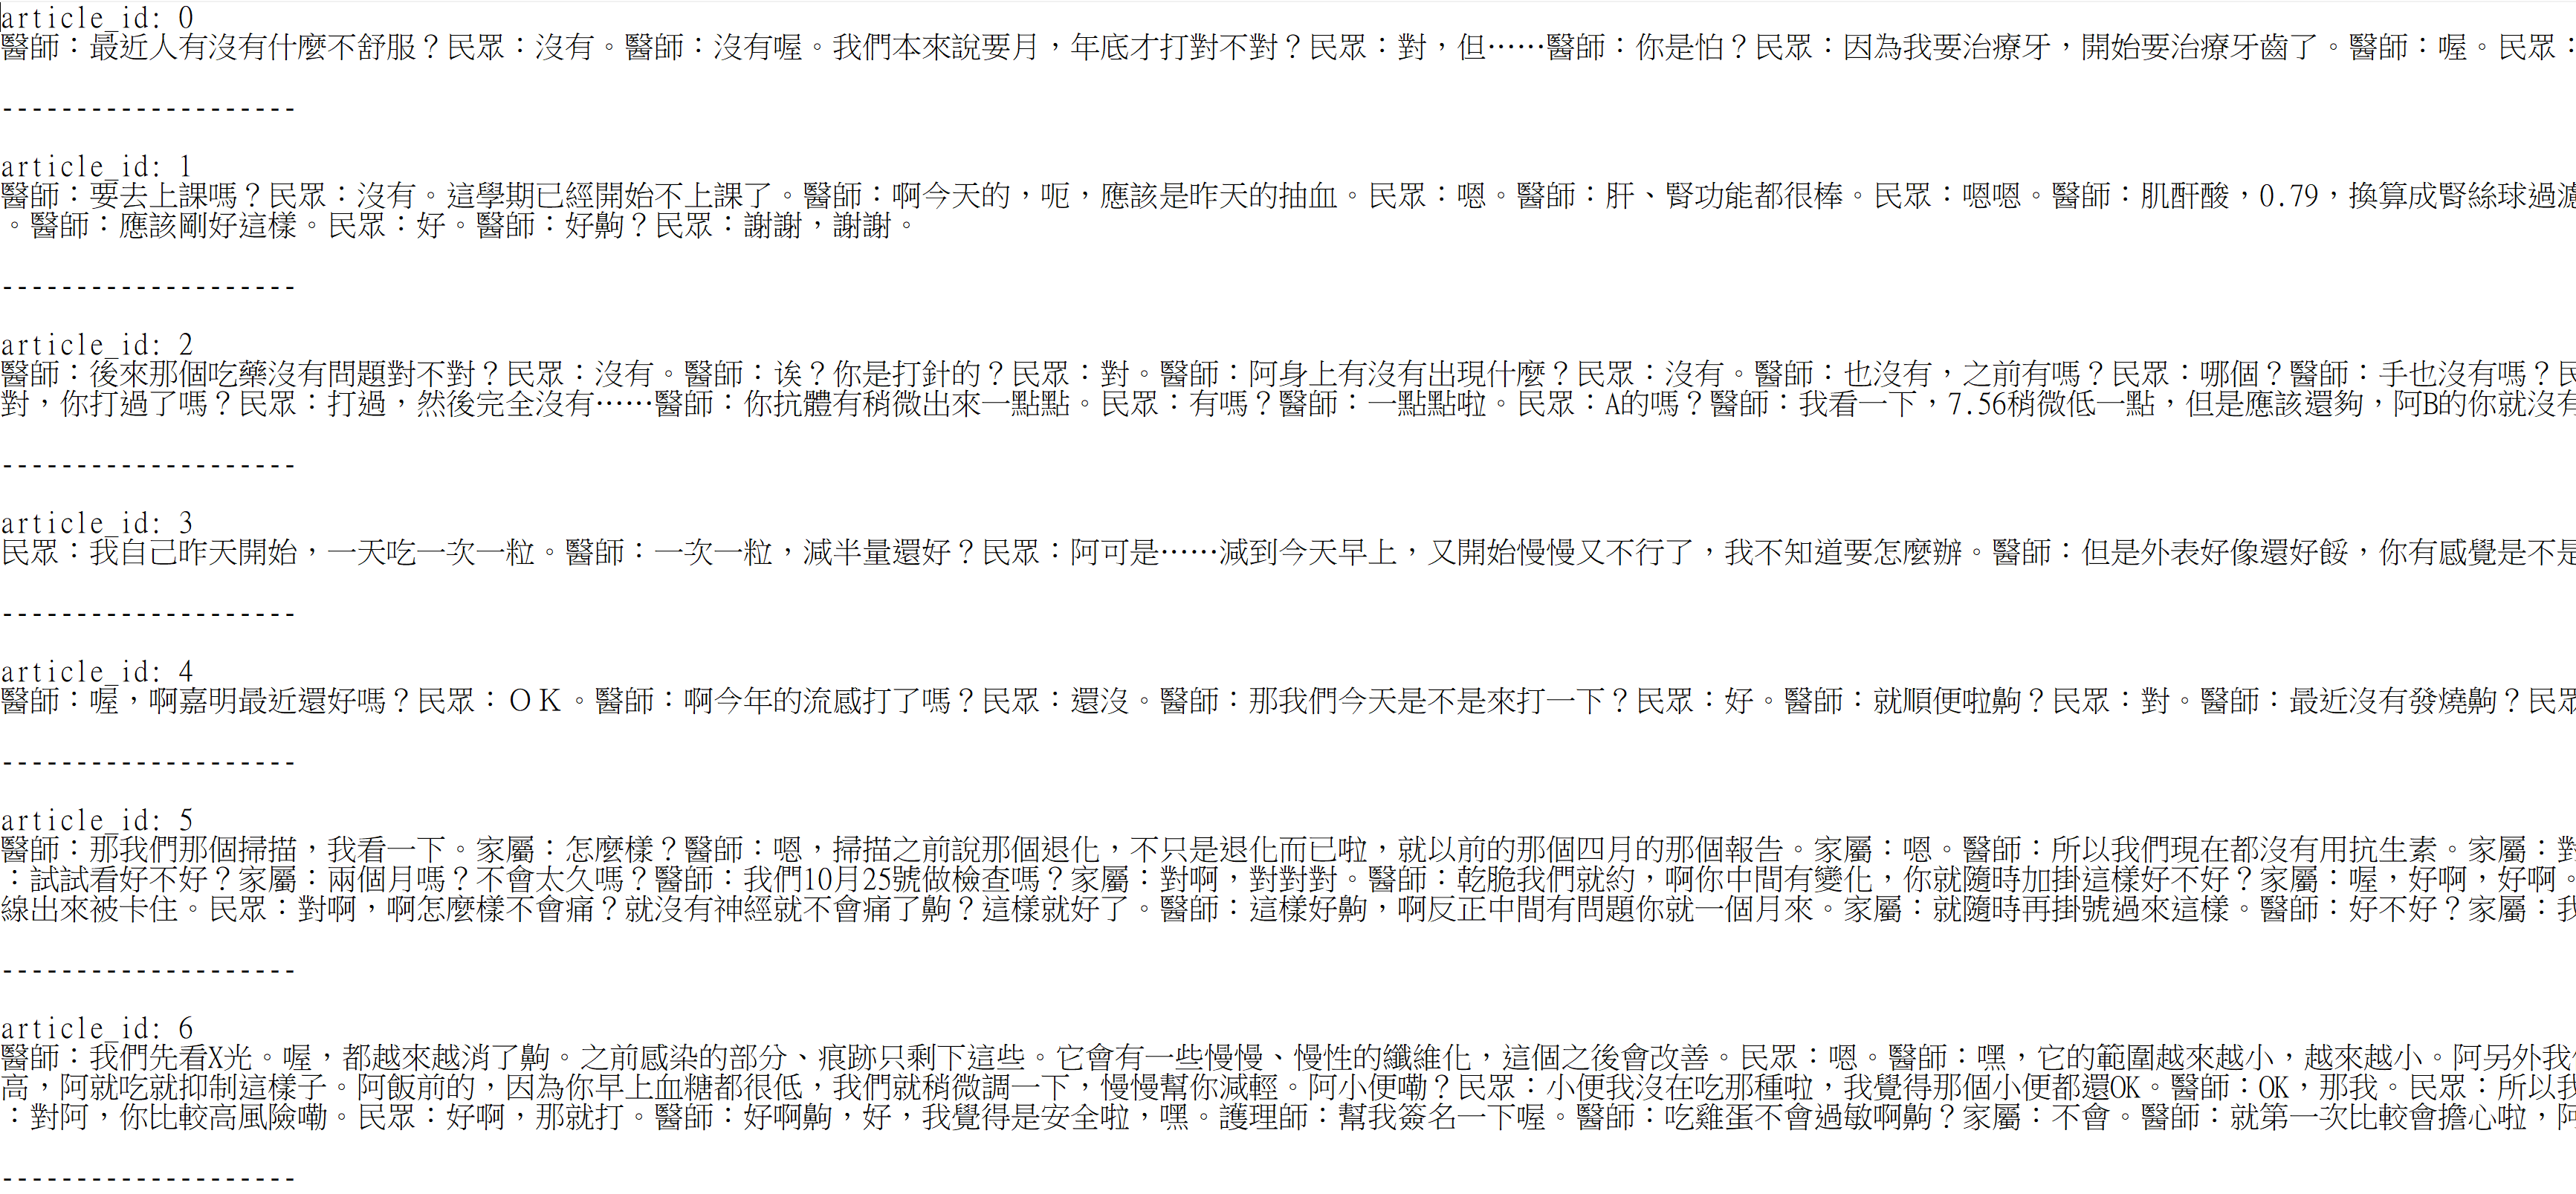 article_id: 0
醫師：最近人有沒有什麼不舒服？民眾：沒有。醫師：沒有喔。我們本來說要月，年底才打對不對？民眾：對，但……醫師：你是怕？民眾：因為我要治療牙，開始要治療牙齒了。醫師：喔。民眾：
--------------------
article_id: 1
醫師：要去上課嗎？民眾：沒有。這學期已經開始不上課了。醫師：啊今天的，呃，應該是昨天的抽血。民眾：嗯。醫師：肝、腎功能都很棒。民眾：嗯嗯。醫師：肌酐酸，0.79，換算成腎絲球過濾
。醫師：應該剛好這樣。民眾：好。醫師：好齁？民眾：謝謝，謝謝。
--------------------
article_id: 2
醫師：後來那個吃藥沒有問題對不對？民眾：沒有。醫師：诶？你是打針的？民眾：對。醫師：阿身上有沒有出現什麼？民眾：沒有。醫師：也沒有，之前有嗎？民眾：哪個？醫師：手也沒有嗎？民
對，你打過了嗎？民眾：打過，然後完全沒有……醫師：你抗體有稍微出來一點點。民眾：有嗎？醫師：一點點啦。民眾：A的嗎？醫師：我看一下，7.56稍微低一點，但是應該還夠，阿B的你就沒有
--------------------
article_id: 3
民眾：我自己昨天開始，一天吃一次一粒。醫師：一次一粒，減半量還好？民眾：阿可是……減到今天早上，又開始慢慢又不行了，我不知道要怎麼辦。醫師：但是外表好像還好餒，你有感覺是不是
--------------------
article_id: 4
醫師：喔，啊嘉明最近還好嗎？民眾：ＯＫ。醫師：啊今年的流感打了嗎？民眾：還沒。醫師：那我們今天是不是來打一下？民眾：好。醫師：就順便啦齁？民眾：對。醫師：最近沒有發燒齁？民眾
--------------------
article_id: 5
醫師：那我們那個掃描，我看一下。家屬：怎麼樣？醫師：嗯，掃描之前說那個退化，不只是退化而已啦，就以前的那個四月的那個報告。家屬：嗯。醫師：所以我們現在都沒有用抗生素。家屬：對
：試試看好不好？家屬：兩個月嗎？不會太久嗎？醫師：我們10月25號做檢查嗎？家屬：對啊，對對對。醫師：乾脆我們就約，啊你中間有變化，你就隨時加掛這樣好不好？家屬：喔，好啊，好啊。
線出來被卡住。民眾：對啊，啊怎麼樣不會痛？就沒有神經就不會痛了齁？這樣就好了。醫師：這樣好齁，啊反正中間有問題你就一個月來。家屬：就隨時再掛號過來這樣。醫師：好不好？家屬：我
--------------------
article_id: 6
醫師：我們先看X光。喔，都越來越消了齁。之前感染的部分、痕跡只剩下這些。它會有一些慢慢、慢性的纖維化，這個之後會改善。民眾：嗯。醫師：嘿，它的範圍越來越小，越來越小。阿另外我
高，阿就吃就抑制這樣子。阿飯前的，因為你早上血糖都很低，我們就稍微調一下，慢慢幫你減輕。阿小便嘞？民眾：小便我沒在吃那種啦，我覺得那個小便都還OK。醫師：OK，那我。民眾：所以我
：對阿，你比較高風險嘞。民眾：好啊，那就打。醫師：好啊齁，好，我覺得是安全啦，嘿。護理師：幫我簽名一下喔。醫師：吃雞蛋不會過敏啊齁？家屬：不會。醫師：就第一次比較會擔心啦，阿
--------------------